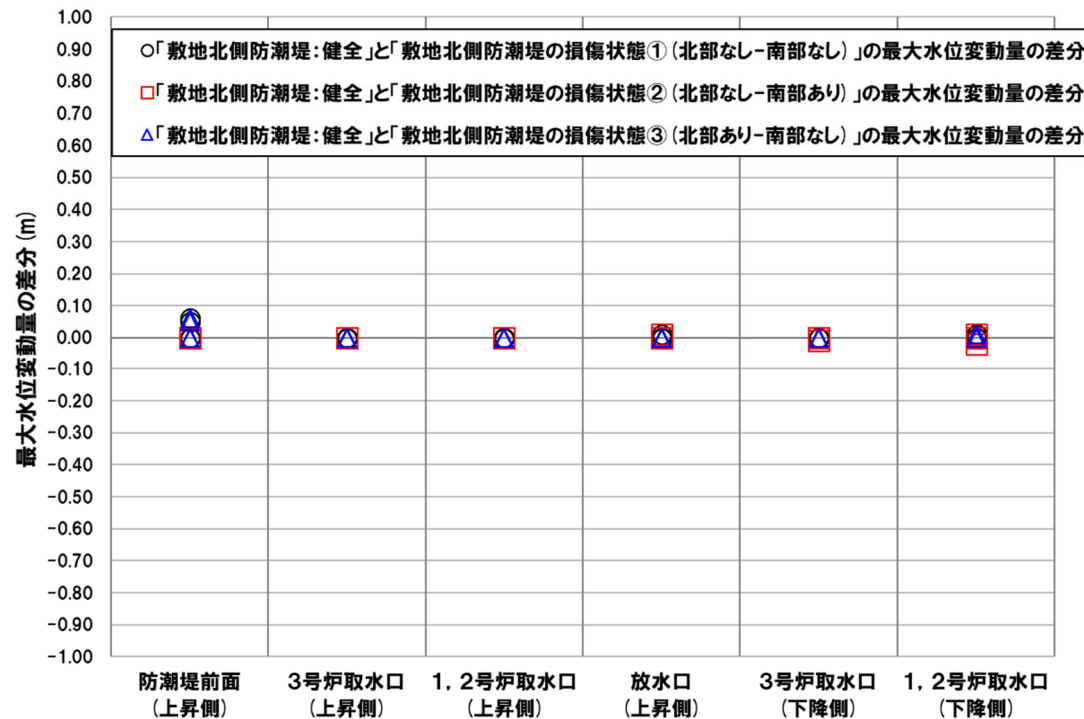 1.00
0.90
0.80
0.70
0.60
0.50
0.40
0.30
0.20
0.10
0.00
-0.10
-0.20
-0.30
-0.40
-0.50
-0.60
-0.70
-0.80
-0.90
-1.00
最大水位変動量の差分(m)
○「敷地北側防潮堤:健全」と「敷地北側防潮堤の損傷状態①(北部なし-南部なし)」の最大水位変動量の差分
□「敷地北側防潮堤:健全」と「敷地北側防潮堤の損傷状態②(北部なし-南部あり)」の最大水位変動量の差分
△「敷地北側防潮堤:健全」と「敷地北側防潮堤の損傷状態③(北部あり-南部なし)」の最大水位変動量の差分
防潮堤前面
(上昇側)
3号炉取水口
(上昇側)
1,2号炉取水口
(上昇側)
放水口
(上昇側)
3号炉取水口
(下降側)
1,2号炉取水口
(下降側)